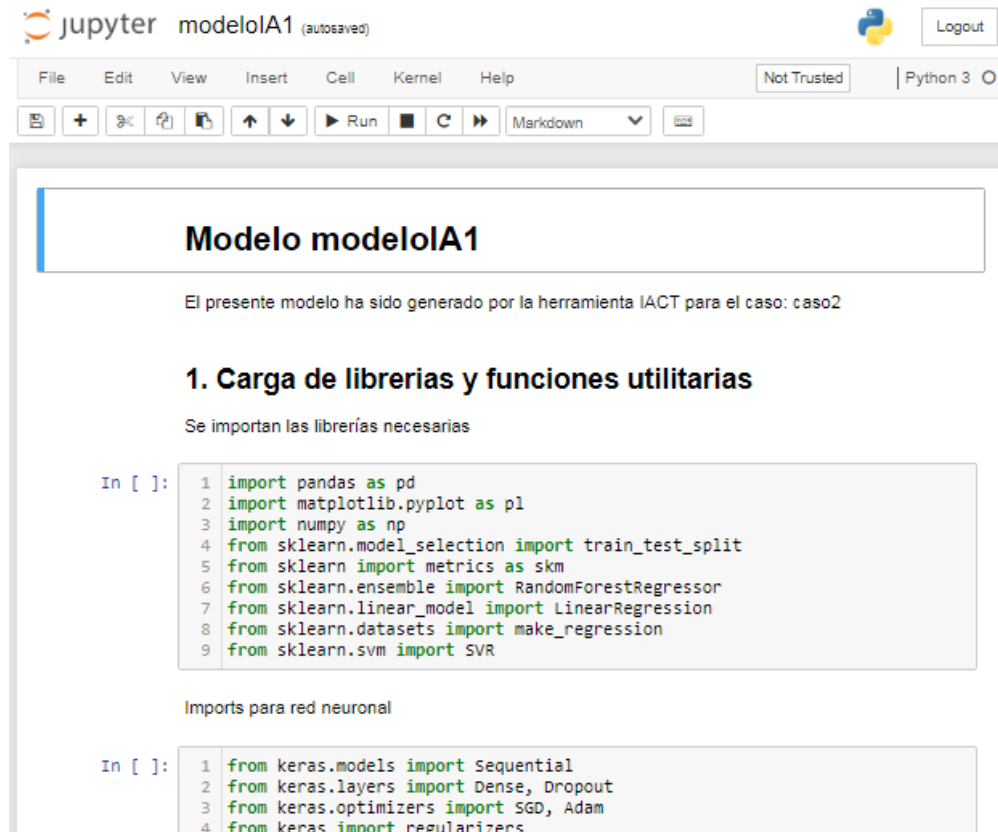 jupyter modeloIA1 (autosaved) Logout
File Edit View Insert Cell Kernel Help Not Trusted Python 3
Run Markdown
Modelo modeloIA1
El presente modelo ha sido generado por la herramienta IACT para el caso: caso2
1. Carga de librerias y funciones utilitarias
Se importan las librerías necesarias
In [ ]:
1 import pandas as pd
2 import matplotlib.pyplot as pl
3 import numpy as np
4 from sklearn.model_selection import train_test_split
5 from sklearn import metrics as skm
6 from sklearn.ensemble import RandomForestRegressor
7 from sklearn.linear_model import LinearRegression
8 from sklearn.datasets import make_regression
9 from sklearn.svm import SVR
Imports para red neuronal
In [ ]:
1 from keras.models import Sequential
2 from keras.layers import Dense, Dropout
3 from keras.optimizers import SGD, Adam
4 from keras import regularizers